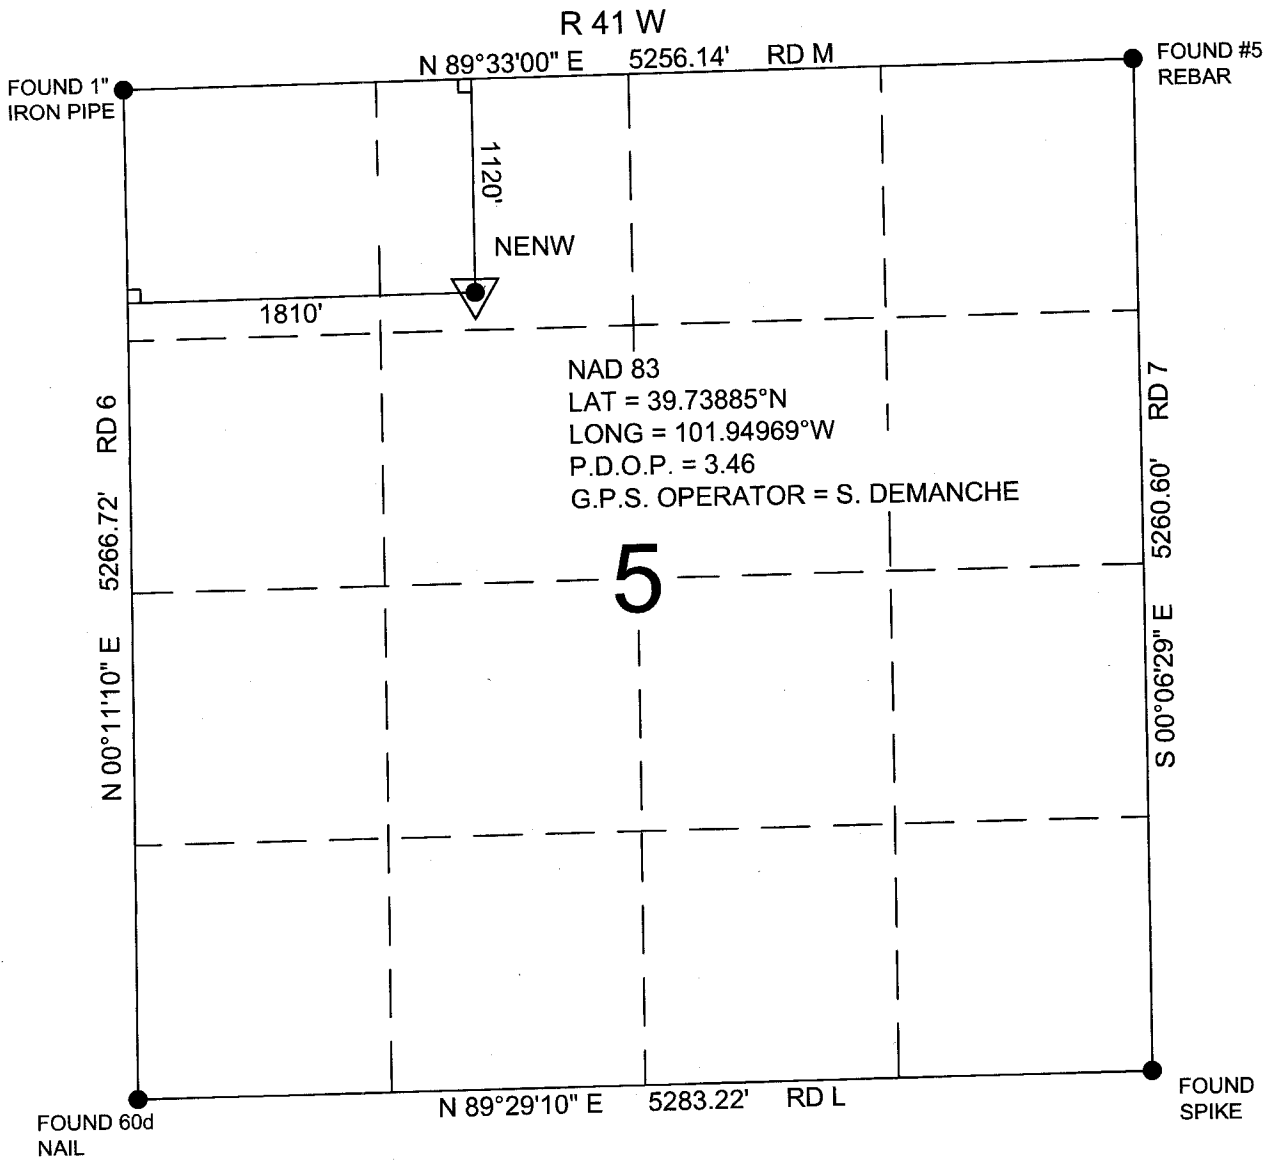 R 41 W
N 89°33'00" E 5256.14' RD M
FOUND #5
REBAR
FOUND 1"
IRON PIPE
1120'
NENW
1810'
NAD 83
LAT = 39.73885°N
LONG = 101.94969°W
P.D.O.P. = 3.46
G.P.S. OPERATOR = S. DEMANCHE
N 00°11'10" E 5266.72' RD 6
S 00°06'29" E 5260.60' RD 7
5
N 89°29'10" E 5283.22' RD L
FOUND 60d
NAIL
FOUND
SPIKE